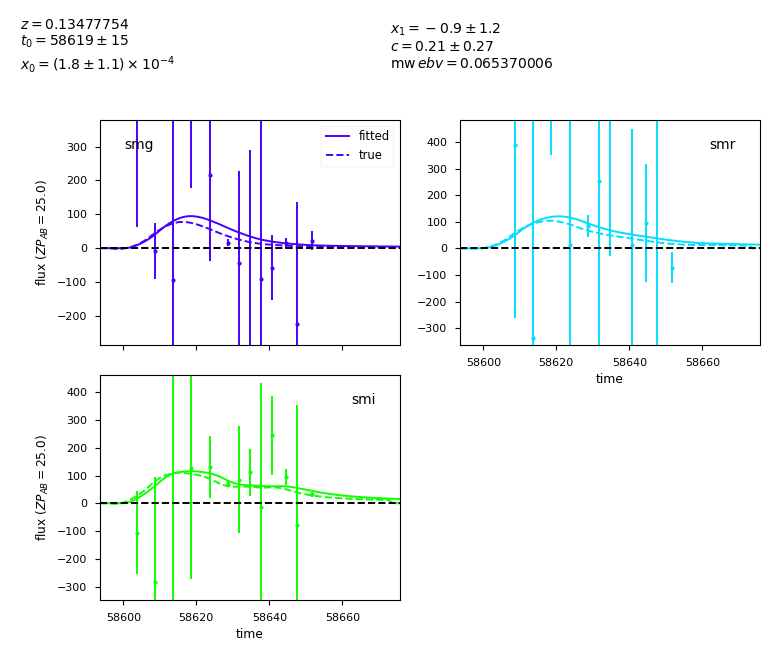 z = 0.13477754
t₀ = 58619 ± 15
x₀ = (1.8 ± 1.1) × 10⁻⁴
x₁ = −0.9 ± 1.2
c = 0.21 ± 0.27
mw ebv = 0.065370006
smg
fitted
true
300
200
100
0
−100
−200
flux (ZP_AB = 25.0)
smr
400
300
200
100
0
−100
−200
−300
58600 58620 58640 58660
time
smi
400
300
200
100
0
−100
−200
−300
flux (ZP_AB = 25.0)
58600 58620 58640 58660
time